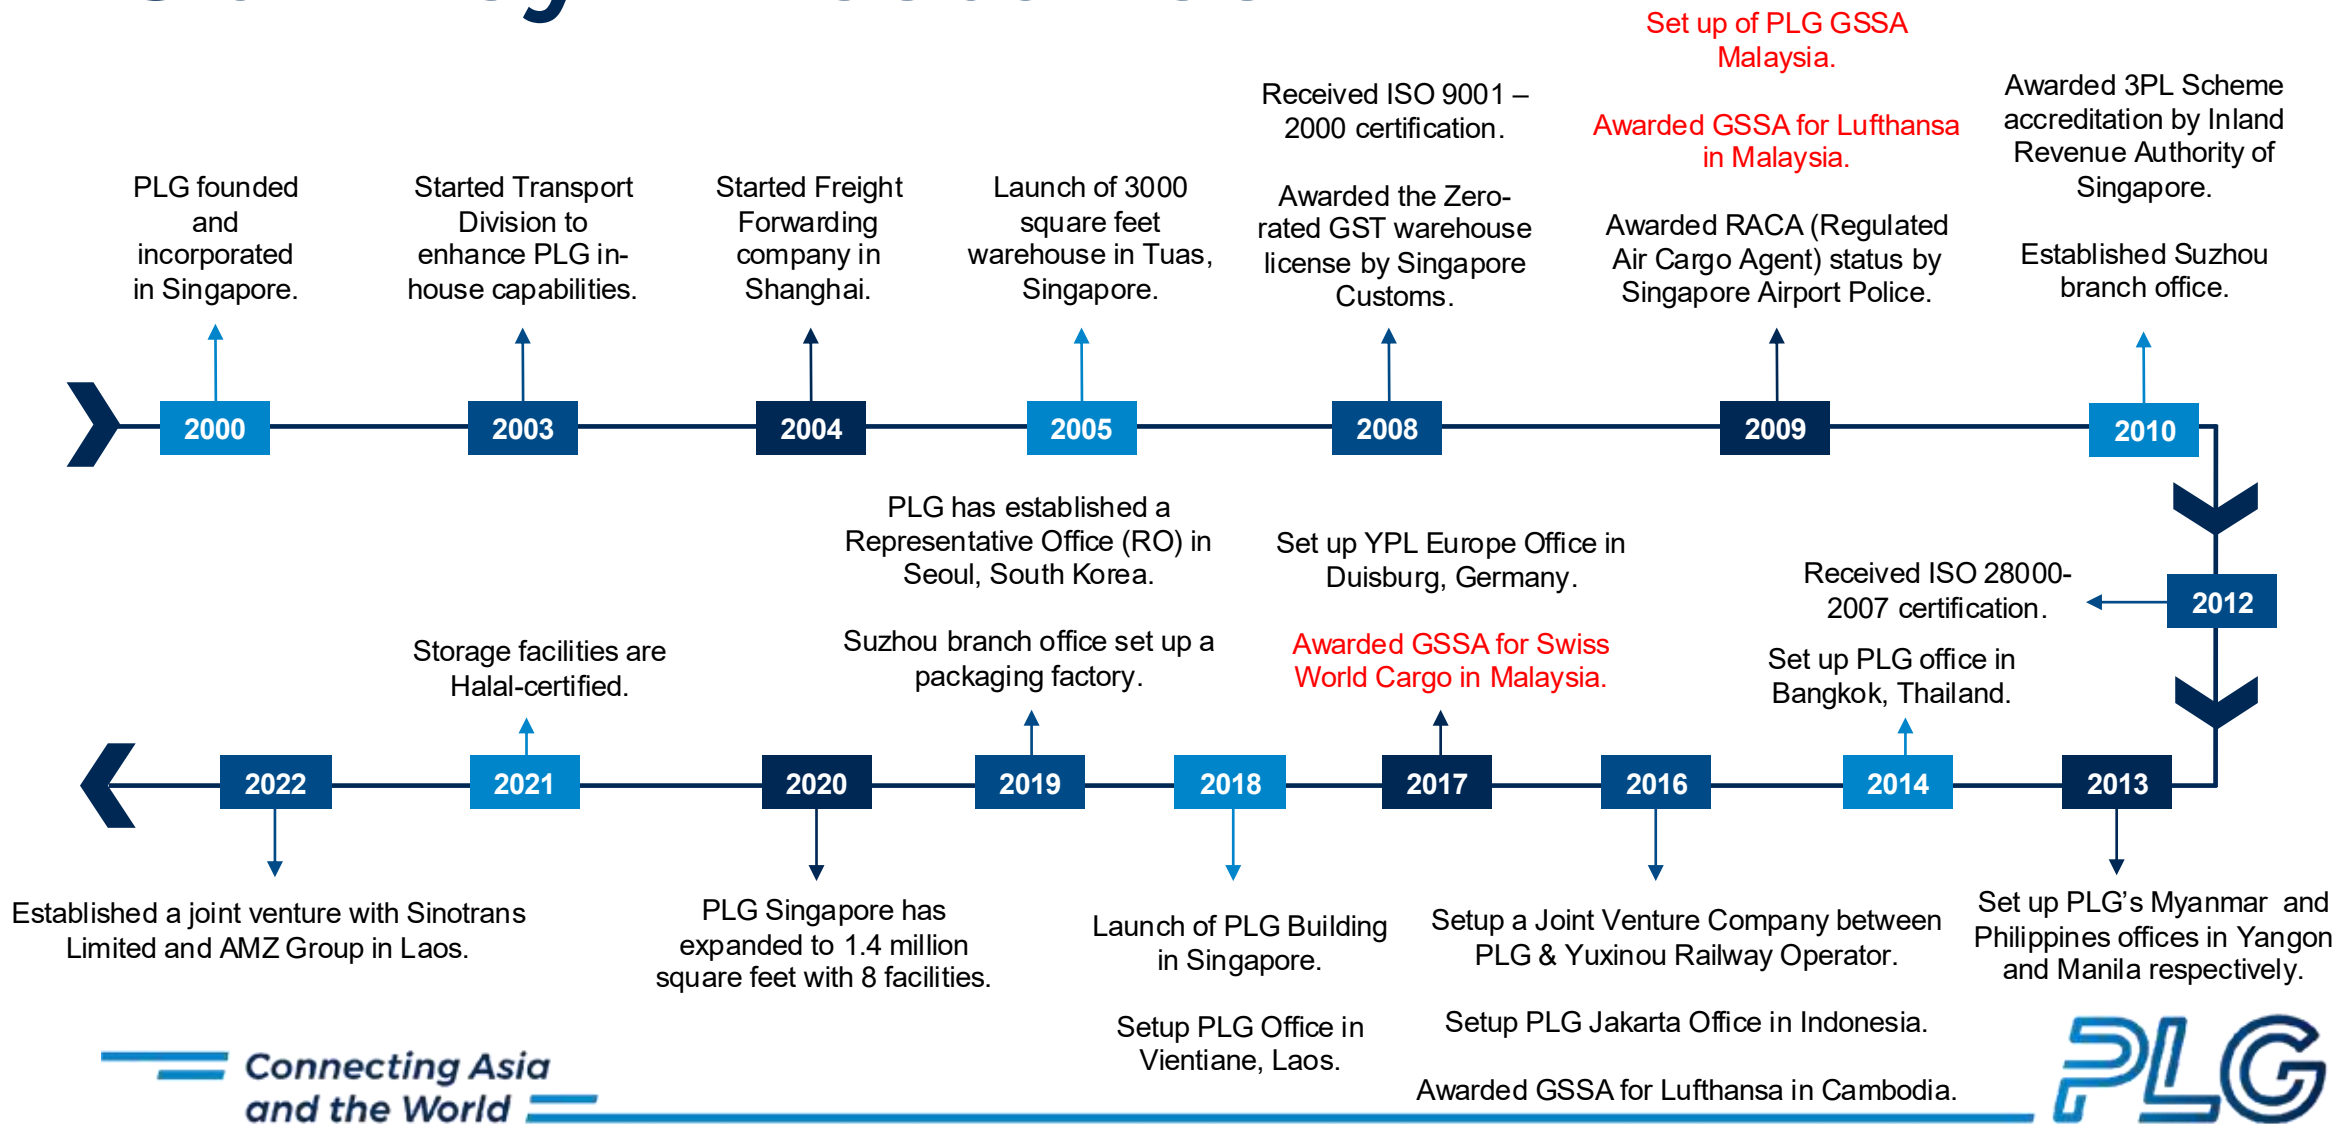 Set up of PLG GSSA
Malaysia.
Awarded GSSA for Lufthansa
in Malaysia.
Awarded RACA (Regulated
Air Cargo Agent) status by
Singapore Airport Police.
Received ISO 9001 –
2000 certification.
Awarded the Zero-
rated GST warehouse
license by Singapore
Customs.
Awarded 3PL Scheme
accreditation by Inland
Revenue Authority of
Singapore.
Established Suzhou
branch office.
PLG founded
and
incorporated
in Singapore.
Started Transport
Division to
enhance PLG in-
house capabilities.
Started Freight
Forwarding
company in
Shanghai.
Launch of 3000
square feet
warehouse in Tuas,
Singapore.
2000
2003
2004
2005
2008
2009
2010
PLG has established a
Representative Office (RO) in
Seoul, South Korea.
Suzhou branch office set up a
packaging factory.
Set up YPL Europe Office in
Duisburg, Germany.
Awarded GSSA for Swiss
World Cargo in Malaysia.
Received ISO 28000-
2007 certification.
2012
Set up PLG office in
Bangkok, Thailand.
Storage facilities are
Halal-certified.
2022
2021
2020
2019
2018
2017
2016
2014
2013
Established a joint venture with Sinotrans
Limited and AMZ Group in Laos.
PLG Singapore has
expanded to 1.4 million
square feet with 8 facilities.
Launch of PLG Building
in Singapore.
Setup PLG Office in
Vientiane, Laos.
Setup a Joint Venture Company between
PLG & Yuxinou Railway Operator.
Setup PLG Jakarta Office in Indonesia.
Awarded GSSA for Lufthansa in Cambodia.
Set up PLG’s Myanmar and
Philippines offices in Yangon
and Manila respectively.
Connecting Asia
and the World
PLG